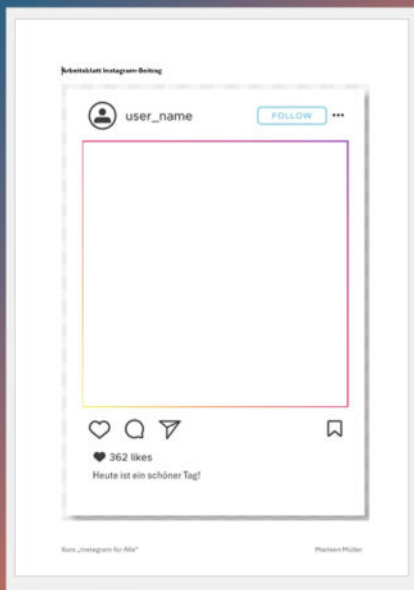 Arbeitsblatt Instagram-Beitrag
user_name
FOLLOW
362 likes
Heute ist ein schöner Tag!
Kurs „Instagram für Alle“
Marleen Müller